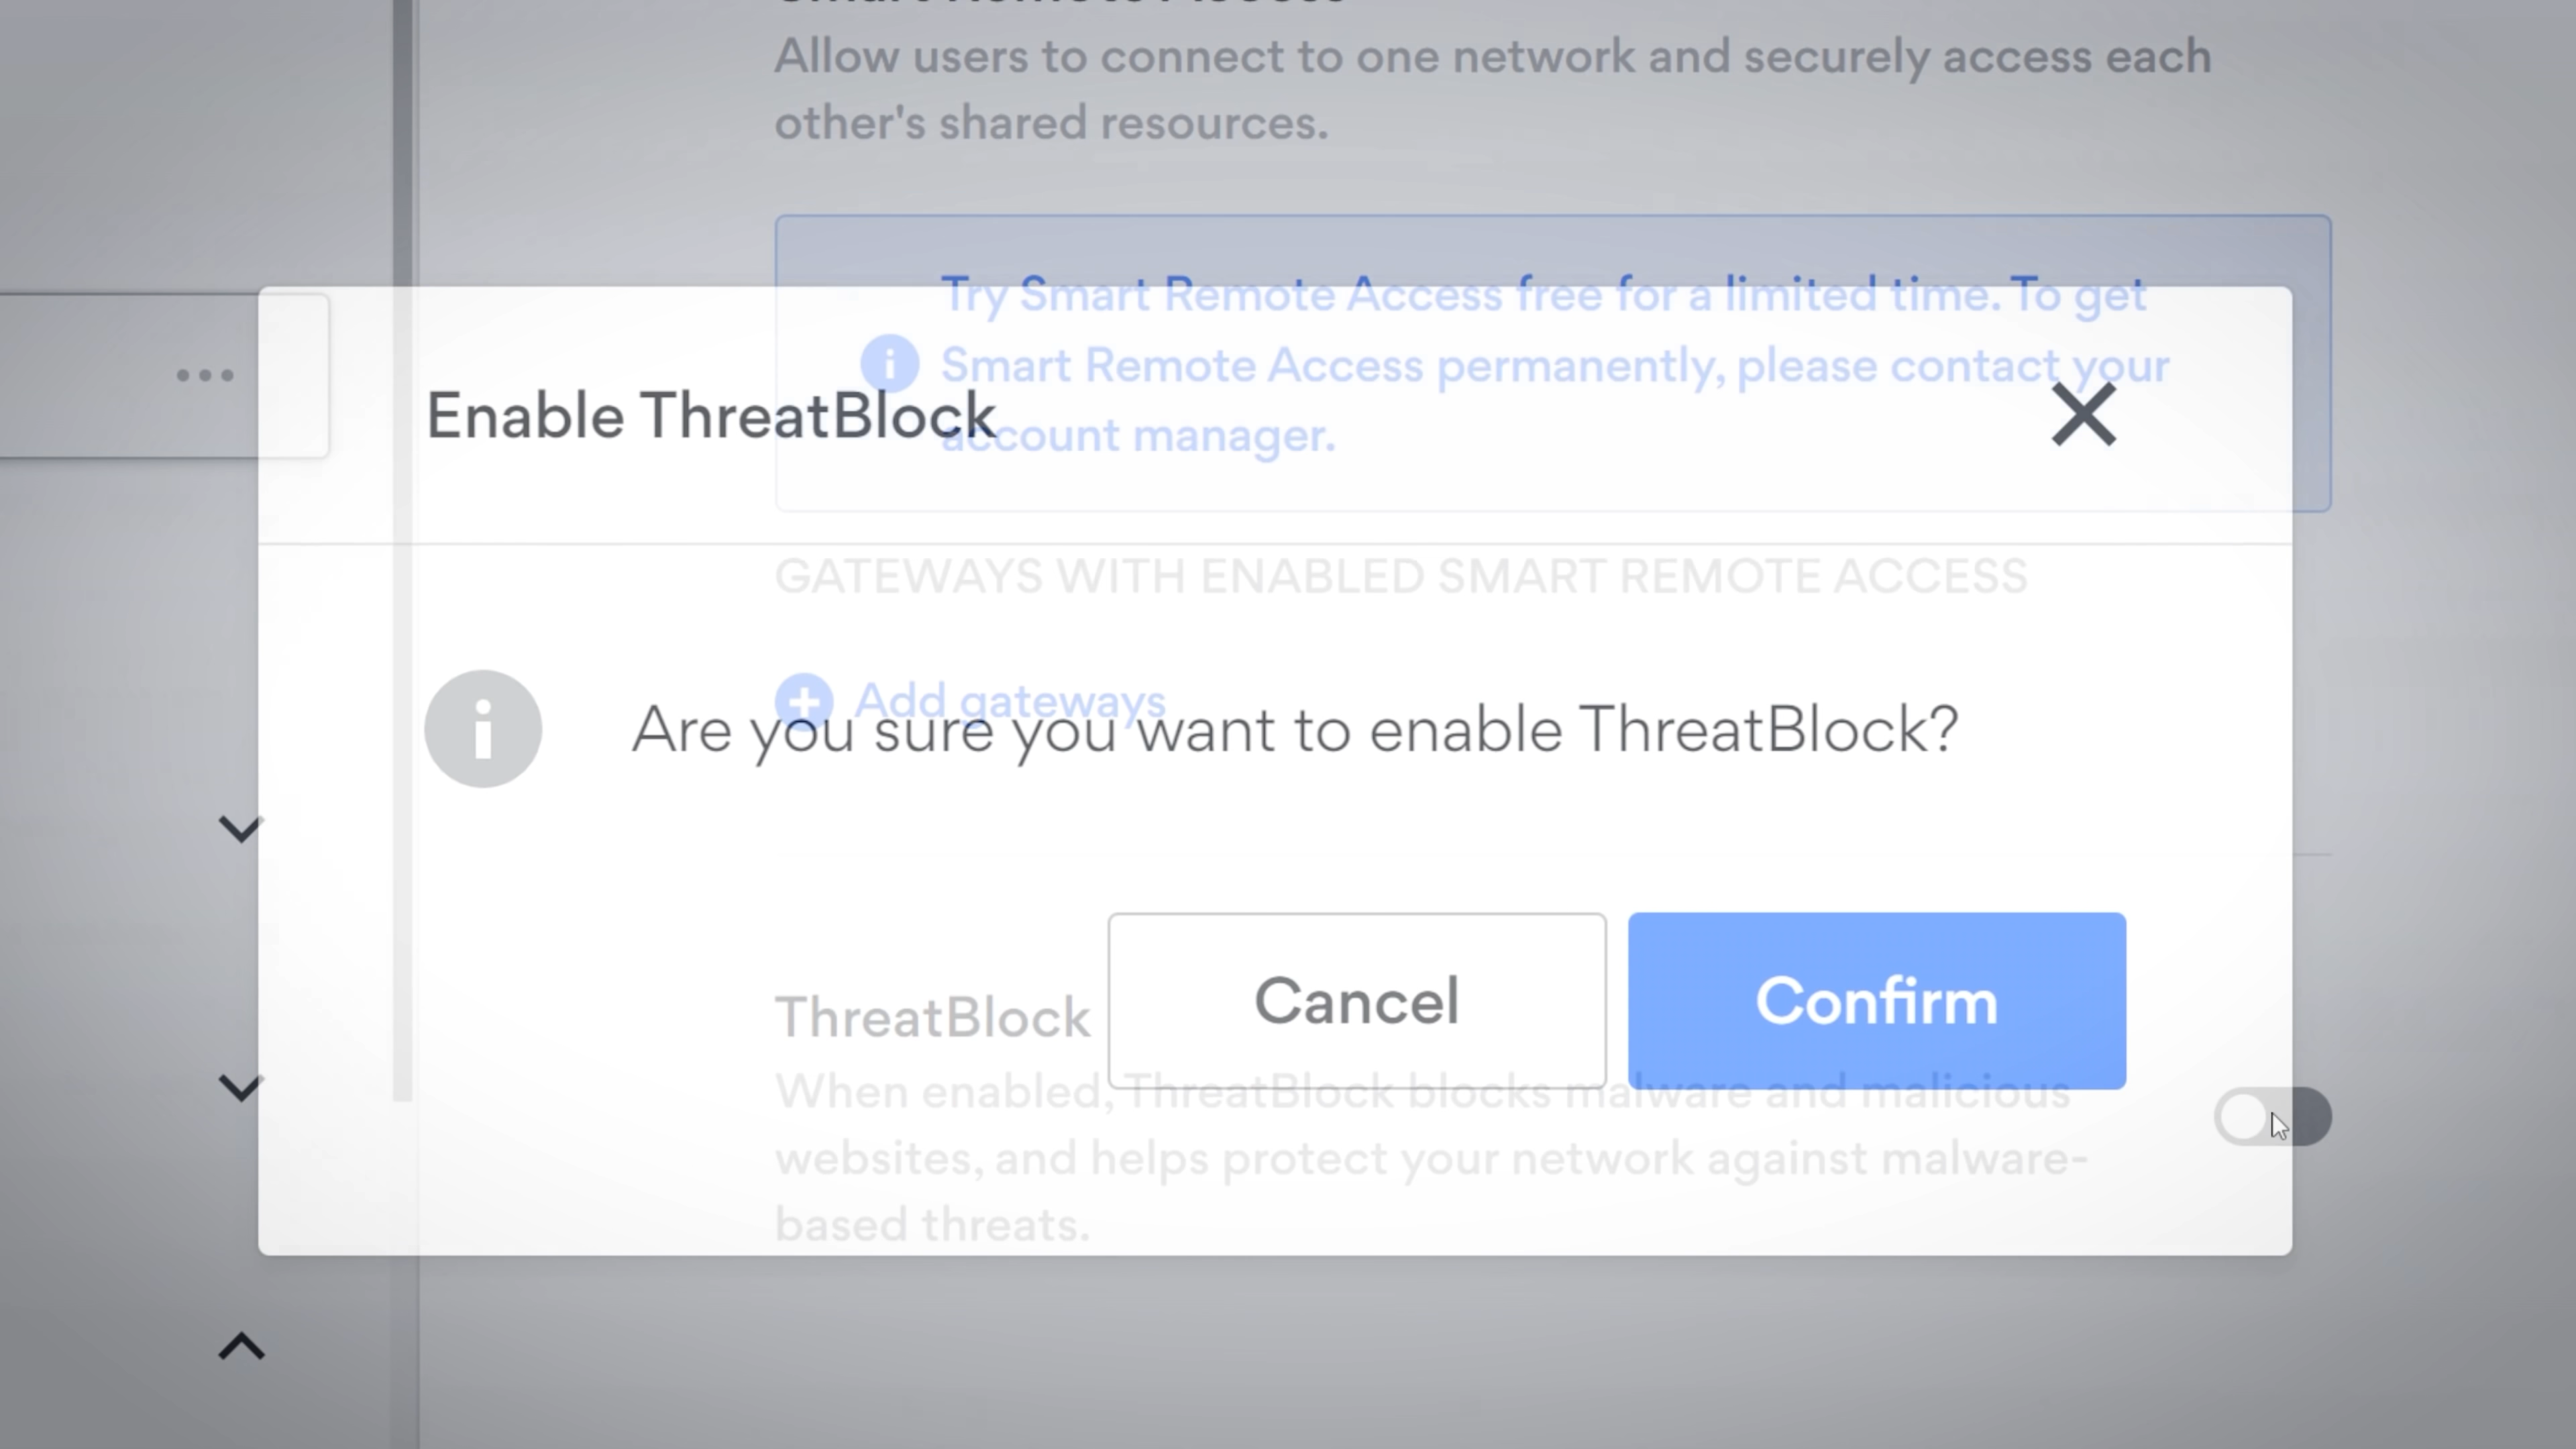 Smart Remote Access
Allow users to connect to one network and securely access each
other's shared resources.
Try Smart Remote Access free for a limited time. To get
Smart Remote Access permanently, please contact your
account manager.
Enable ThreatBlock
GATEWAYS WITH ENABLED SMART REMOTE ACCESS
Add gateways
Are you sure you want to enable ThreatBlock?
Cancel
Confirm
ThreatBlock
When enabled, ThreatBlock blocks malware and malicious
websites, and helps protect your network against malware-
based threats.